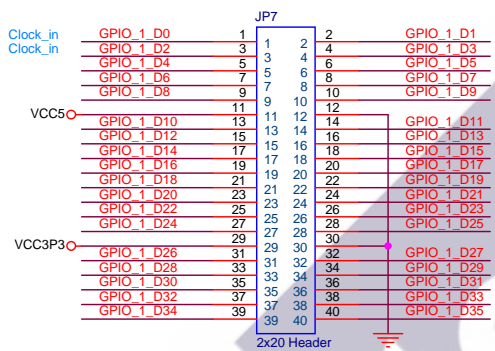 JP7
Clock_in GPIO_1_D0 1 1 2 2 GPIO_1_D1
Clock_in GPIO_1_D2 3 3 4 4 GPIO_1_D3
GPIO_1_D4 5 5 6 6 GPIO_1_D5
GPIO_1_D6 7 7 8 8 GPIO_1_D7
GPIO_1_D8 9 9 10 10 GPIO_1_D9
VCC5 11 11 12 12
GPIO_1_D10 13 13 14 14 GPIO_1_D11
GPIO_1_D12 15 15 16 16 GPIO_1_D13
GPIO_1_D14 17 17 18 18 GPIO_1_D15
GPIO_1_D16 19 19 20 20 GPIO_1_D17
GPIO_1_D18 21 21 22 22 GPIO_1_D19
GPIO_1_D20 23 23 24 24 GPIO_1_D21
GPIO_1_D22 25 25 26 26 GPIO_1_D23
GPIO_1_D24 27 27 28 28 GPIO_1_D25
VCC3P3 29 29 30 30
GPIO_1_D26 31 31 32 32 GPIO_1_D27
GPIO_1_D28 33 33 34 34 GPIO_1_D29
GPIO_1_D30 35 35 36 36 GPIO_1_D31
GPIO_1_D32 37 37 38 38 GPIO_1_D33
GPIO_1_D34 39 39 40 40 GPIO_1_D35
2x20 Header